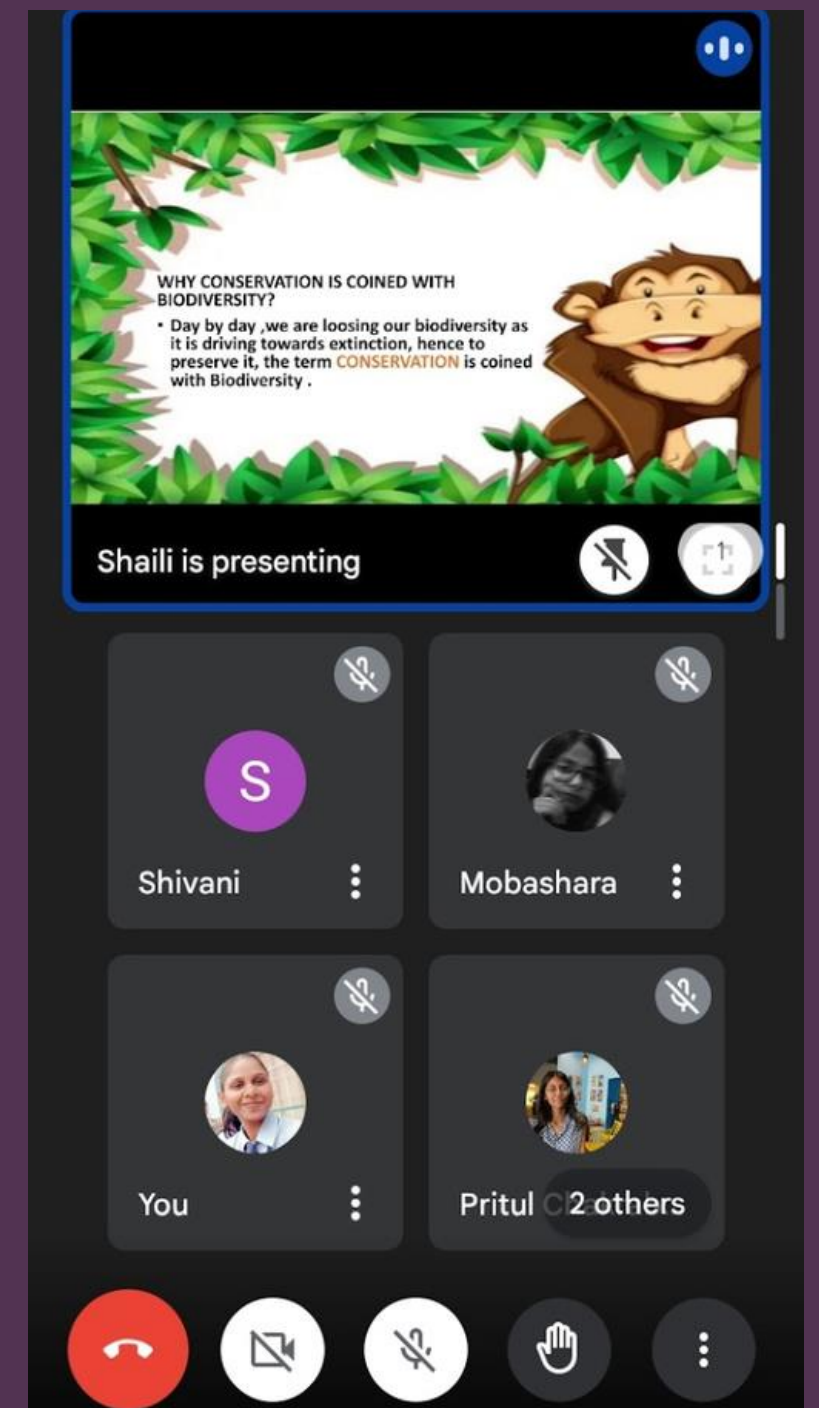 WHY CONSERVATION IS COINED WITH
BIODIVERSITY?
• Day by day ,we are loosing our biodiversity as
it is driving towards extinction, hence to
preserve it, the term CONSERVATION is coined
with Biodiversity .
Shaili is presenting
1
S
Shivani
Mobashara
You
Pritul
2 others